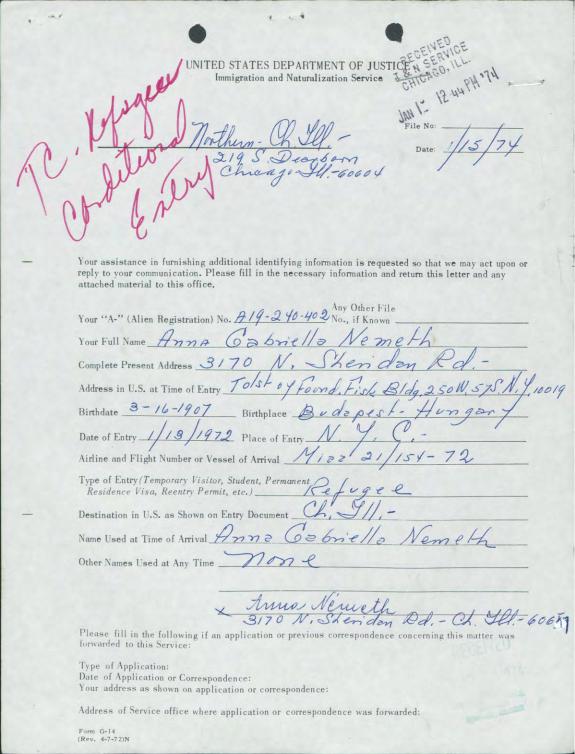 RECEIVED
I & N SERVICE
CHICAGO, ILL.
JAN 15 12 44 PM '74
UNITED STATES DEPARTMENT OF JUSTICE
Immigration and Naturalization Service
TC. Refugee
Conditional
Entry
Northern- Ch Ill-
219 S. Dearborn
Chicago-Ill.-60604
File No:
Date: 1/15/74
Your assistance in furnishing additional identifying information is requested so that we may act upon or
reply to your communication. Please fill in the necessary information and return this letter and any
attached material to this office.
Your "A-" (Alien Registration) No. A19-240-402 Any Other File No., if Known
Your Full Name Anna Gabriella Nemeth
Complete Present Address 3170 N. Sheridan Rd.-
Address in U.S. at Time of Entry Tolstoy Found. Fisk Bldg, 250 W. 57 S. N.Y. 10019
Birthdate 3-16-1907 Birthplace Budapest- Hungary
Date of Entry 1/13/1972 Place of Entry N.Y.C.-
Airline and Flight Number or Vessel of Arrival 21/154-72
Type of Entry (Temporary Visitor, Student, Permanent
Residence Visa, Reentry Permit, etc.) Refugee
Destination in U.S. as Shown on Entry Document Ch. Ill.-
Name Used at Time of Arrival Anna Gabriella Nemeth
Other Names Used at Any Time None
x Anna Németh
3170 N. Sheridan Rd.- Ch. Ill.- 60657
Please fill in the following if an application or previous correspondence concerning this matter was
forwarded to this Service:
Type of Application:
Date of Application or Correspondence:
Your address as shown on application or correspondence:
Address of Service office where application or correspondence was forwarded:
Form G-14
(Rev. 4-7-72)N